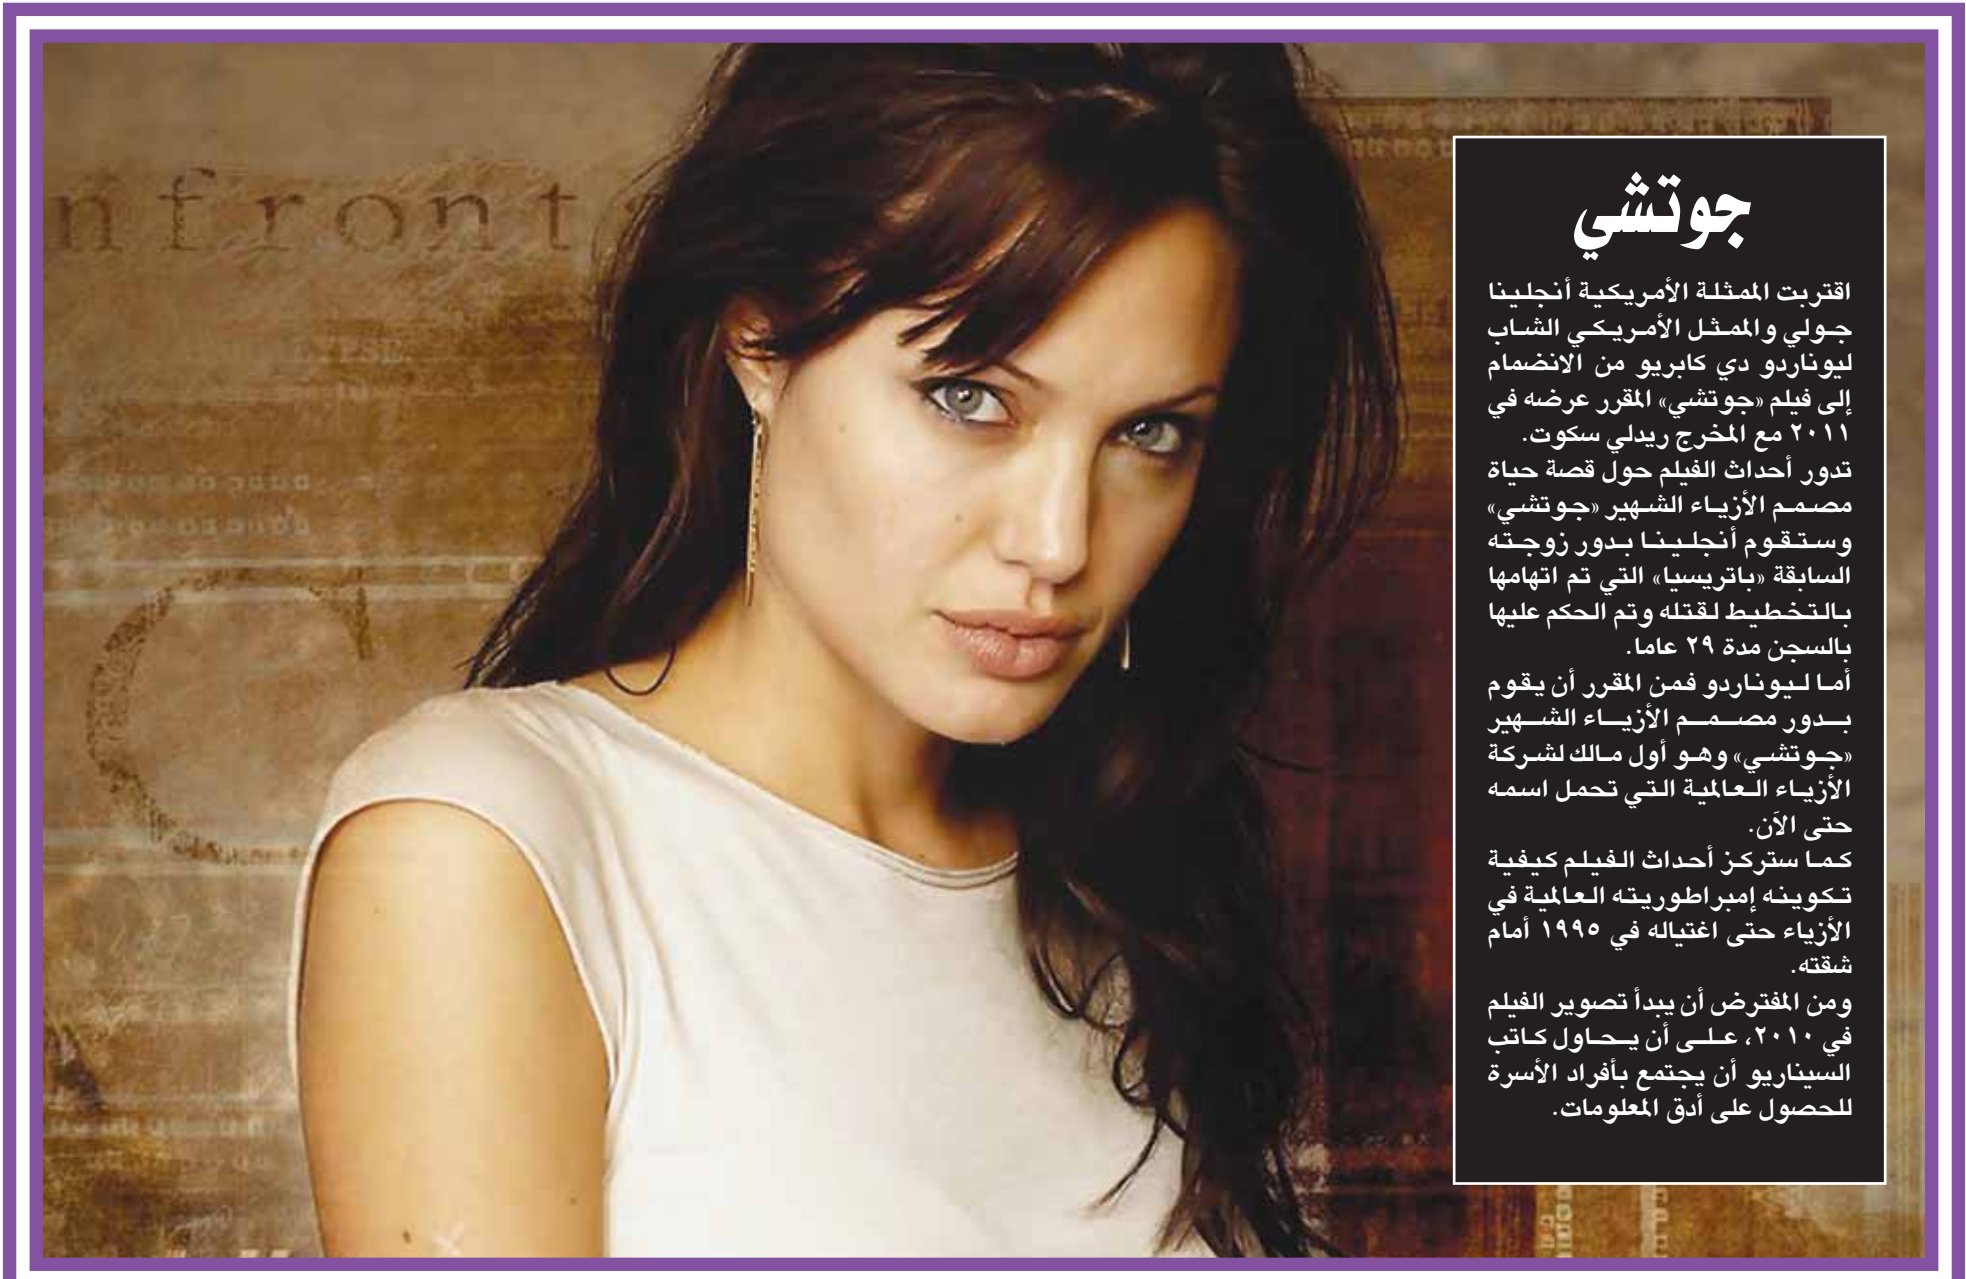 nfront
جوتشي
اقتربت الممثلة الأمريكية أنجلينا
جولي والممثل الأمريكي الشاب
ليوناردو دي كابريو من الانضمام
إلى فيلم «جوتشي» المقرر عرضه في
٢٠١١ مع المخرج ريدلي سكوت.
تدور أحداث الفيلم حول قصة حياة
مصمم الأزياء الشهير «جوتشي»
وستقوم أنجلينا بدور زوجته
السابقة «باتريسيا» التي تم اتهامها
بالتخطيط لقتله وتم الحكم عليها
بالسجن مدة ٢٩ عاما.
أما ليوناردو فمن المقرر أن يقوم
بدور مصمم الأزياء الشهير
«جوتشي» وهو أول مالك لشركة
الأزياء العالمية التي تحمل اسمه
حتى الآن.
كما ستركز أحداث الفيلم كيفية
تكوينه إمبراطوريته العالمية في
الأزياء حتى اغتياله في ١٩٩٥ أمام
شقته.
ومن المفترض أن يبدأ تصوير الفيلم
في ٢٠١٠، على أن يحاول كاتب
السيناريو أن يجتمع بأفراد الأسرة
للحصول على أدق المعلومات.